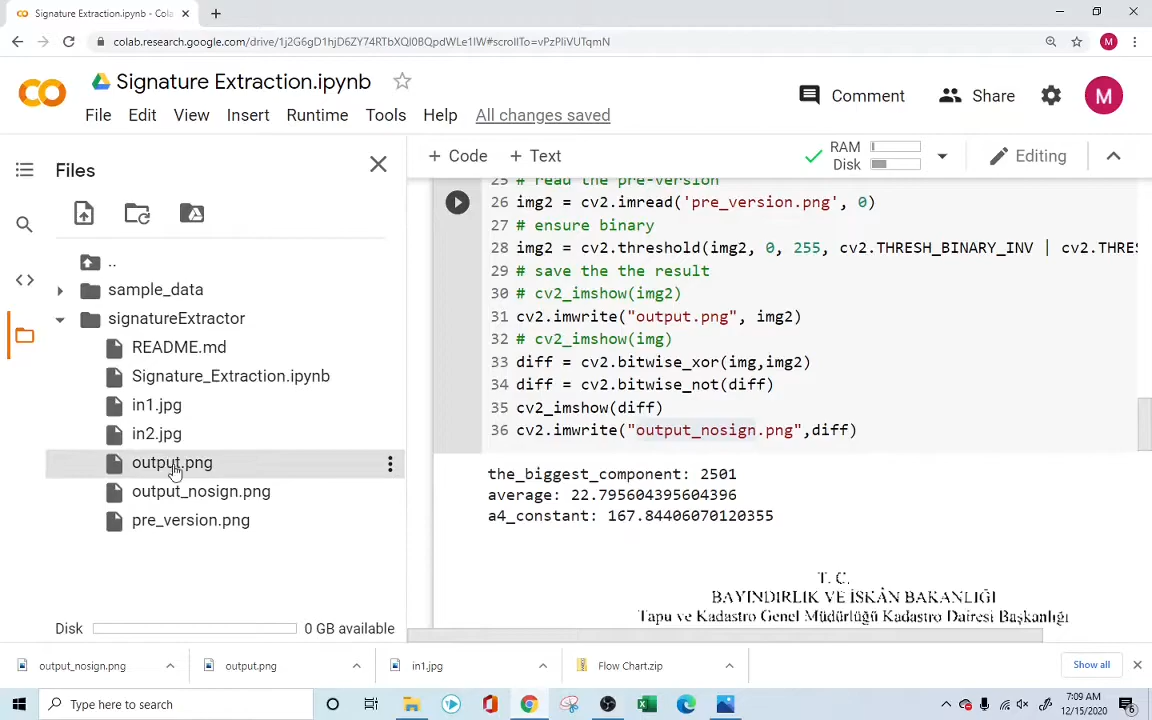 Signature Extraction.ipynb - Cola
colab.research.google.com/drive/1j2G6gD1hjD6ZY74RTbXQl0BQpdWLe1IW#scrollTo=vPzPliVUTqmN
M
CO
Signature Extraction.ipynb
Comment
Share
M
File Edit View Insert Runtime Tools Help All changes saved
Files
+ Code + Text
RAM
Disk
Editing
25 # read the pre-version
26 img2 = cv2.imread('pre_version.png', 0)
27 # ensure binary
28 img2 = cv2.threshold(img2, 0, 255, cv2.THRESH_BINARY_INV | cv2.THRES
29 # save the the result
30 # cv2_imshow(img2)
31 cv2.imwrite("output.png", img2)
32 # cv2_imshow(img)
33 diff = cv2.bitwise_xor(img,img2)
34 diff = cv2.bitwise_not(diff)
35 cv2_imshow(diff)
36 cv2.imwrite("output_nosign.png",diff)
..
sample_data
signatureExtractor
README.md
Signature_Extraction.ipynb
in1.jpg
in2.jpg
output.png
output_nosign.png
pre_version.png
the_biggest_component: 2501
average: 22.795604395604396
a4_constant: 167.84406070120355
T. C.
BAYINDIRLIK VE İSKÂN BAKANLIĞI
Tapu ve Kadastro Genel Müdürlüğü Kadastro Dairesi Başkanlığı
Disk
0 GB available
output_nosign.png
output.png
in1.jpg
Flow Chart.zip
Show all
Type here to search
7:09 AM
12/15/2020
6